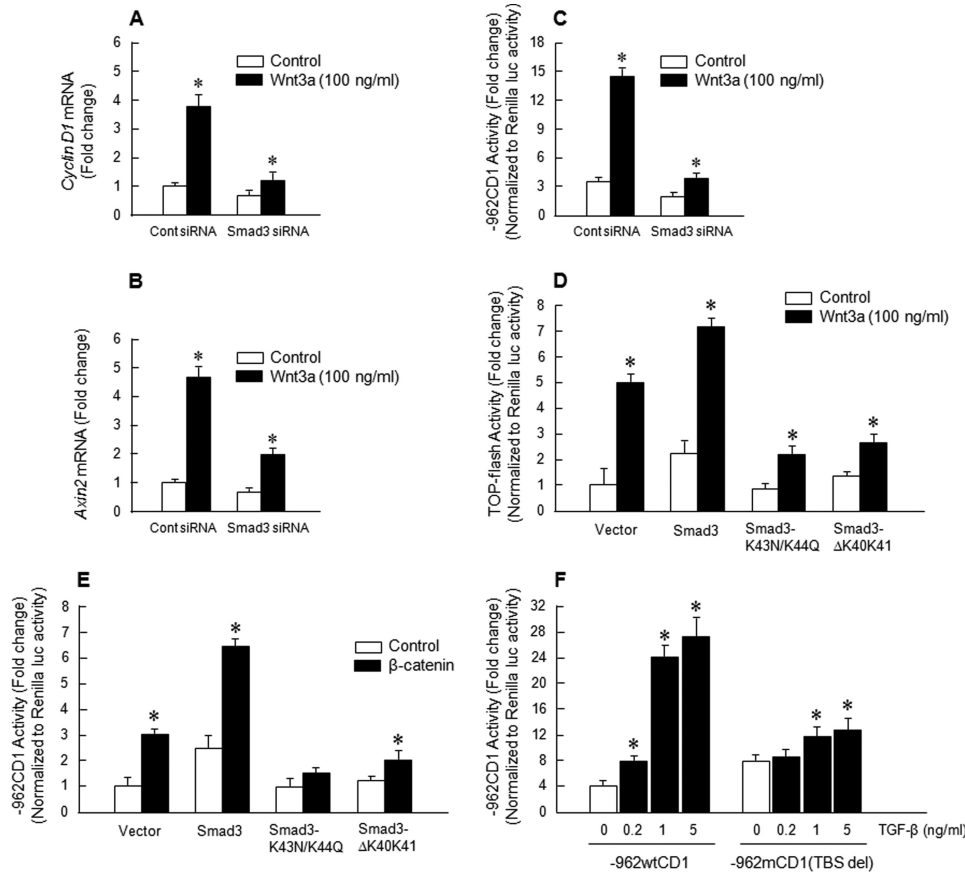 A
Control
Wnt3a (100 ng/ml)
Cyclin D1 mRNA
(Fold change)
6
5
4
3
2
1
0
*
*
Cont siRNA
Smad3 siRNA
C
Control
Wnt3a (100 ng/ml)
-962CD1 Activity (Fold change)
(Normalized to Renilla luc activity)
18
15
12
9
6
3
0
*
*
Cont siRNA
Smad3 siRNA
B
Control
Wnt3a (100 ng/ml)
Axin2 mRNA (Fold change)
6
5
4
3
2
1
0
*
*
Cont siRNA
Smad3 siRNA
D
Control
Wnt3a (100 ng/ml)
TOP-flash Activity (Fold change)
(Normalized to Renilla luc activity)
8
7
6
5
4
3
2
1
0
*
*
*
*
Vector
Smad3
Smad3-
K43N/K44Q
Smad3-
ΔK40K41
E
Control
β-catenin
-962CD1 Activity (Fold change)
(Normalized to Renilla luc activity)
8
7
6
5
4
3
2
1
0
*
*
*
Vector
Smad3
Smad3-
K43N/K44Q
Smad3-
ΔK40K41
F
-962CD1 Activity (Fold change)
(Normalized to Renilla luc activity)
32
28
24
20
16
12
8
4
0
*
*
*
*
*
0 0.2 1 5 0 0.2 1 5 TGF-β (ng/ml)
-962wtCD1
-962mCD1(TBS del)